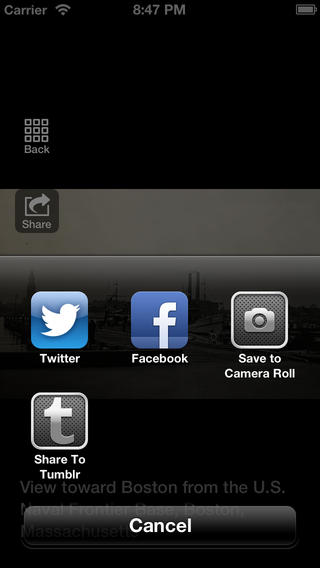 Carrier 8:47 PM
Back
Share
Twitter Facebook Save to
Camera Roll
Share To
Tumblr
View toward Boston from the U.S.
Naval Frontier Base, Boston,
Massachusetts
Cancel